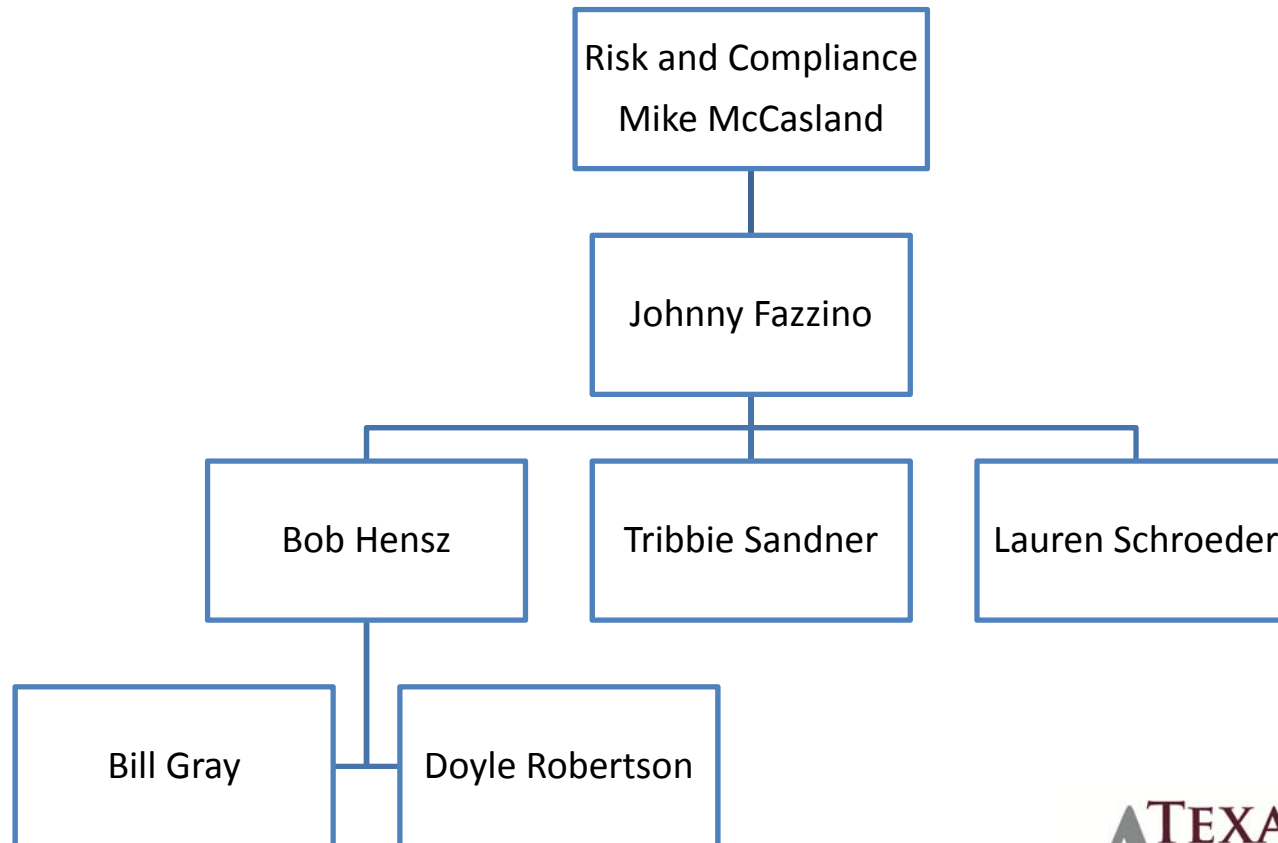 Risk and Compliance
Mike McCasland
Johnny Fazzino
Bob Hensz
Tribbie Sandner
Lauren Schroeder
Bill Gray
Doyle Robertson
TEXA